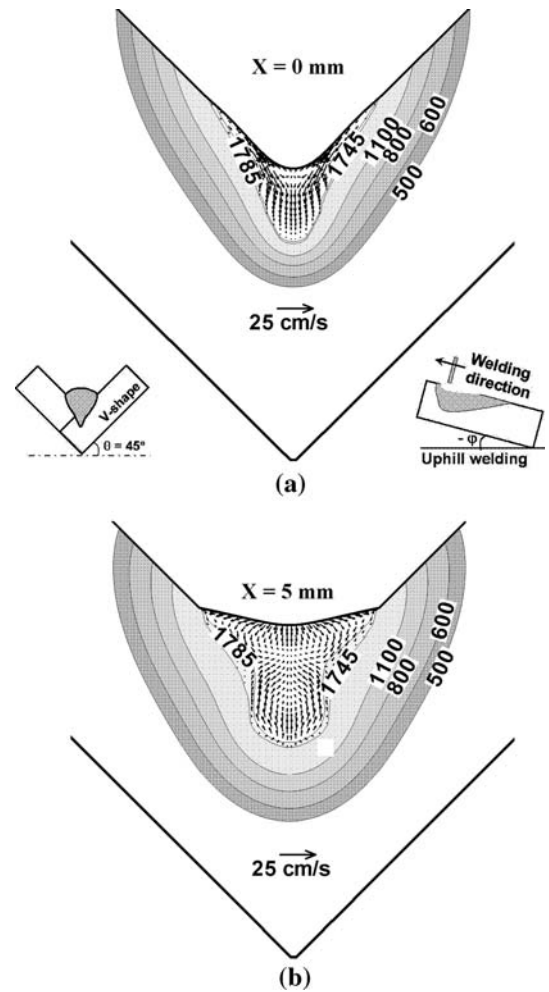 X = 0 mm
1785
1745
1100
800
600
500
25 cm/s
V-shape
θ = 45°
Welding
direction
- φ
Uphill welding
(a)
X = 5 mm
1785
1745
1100
800
600
500
25 cm/s
(b)